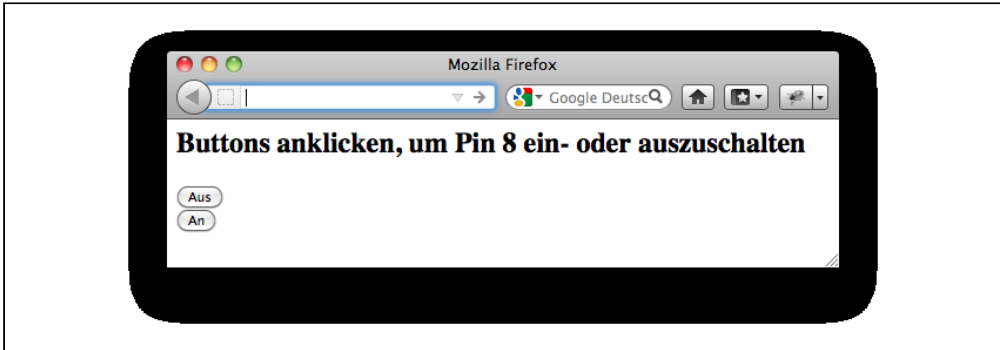 Mozilla Firefox
Google Deutsc
Buttons anklicken, um Pin 8 ein- oder auszuschalten
Aus
An